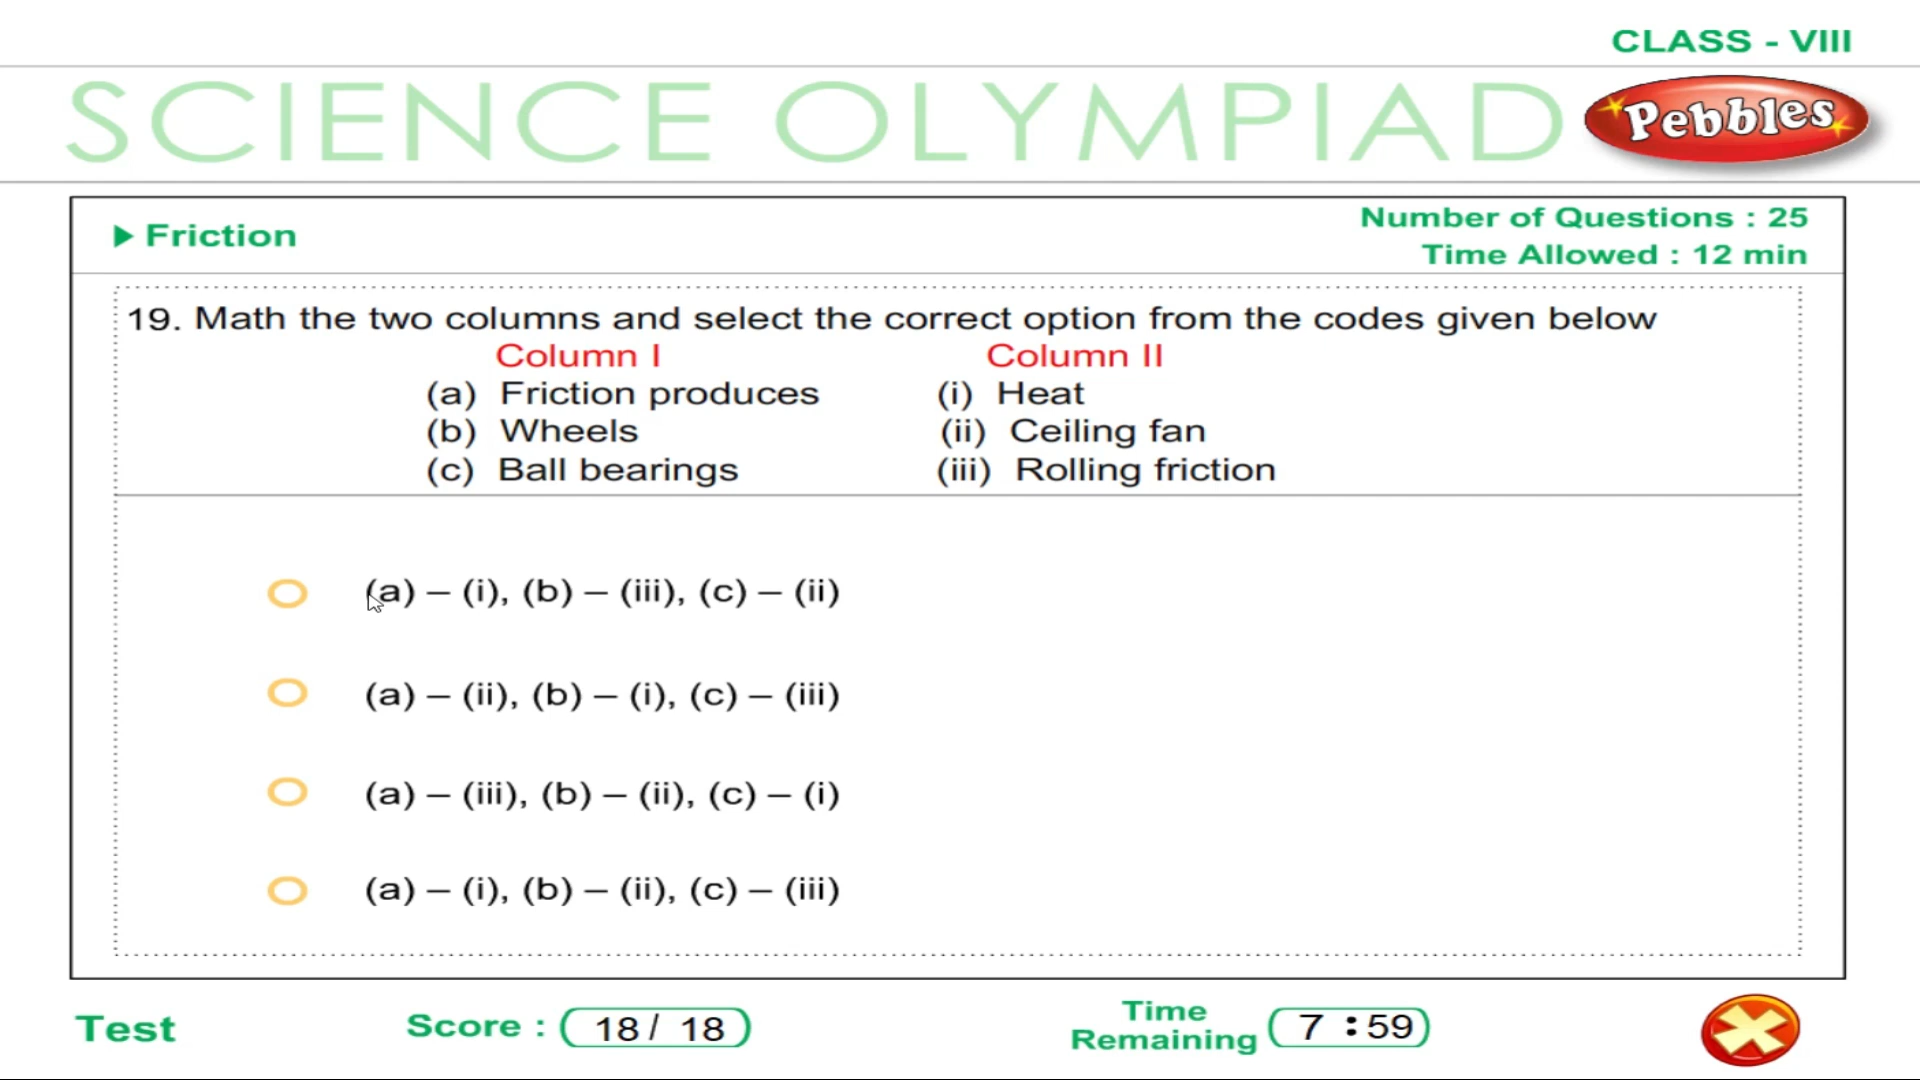 CLASS - VIII
SCIENCE OLYMPIAD
Pebbles
Friction
Number of Questions : 25
Time Allowed : 12 min
19. Math the two columns and select the correct option from the codes given below
Column I Column II
(a) Friction produces (i) Heat
(b) Wheels (ii) Ceiling fan
(c) Ball bearings (iii) Rolling friction
(a) – (i), (b) – (iii), (c) – (ii)
(a) – (ii), (b) – (i), (c) – (iii)
(a) – (iii), (b) – (ii), (c) – (i)
(a) – (i), (b) – (ii), (c) – (iii)
Test
Score : 18 / 18
Time Remaining 7 : 59